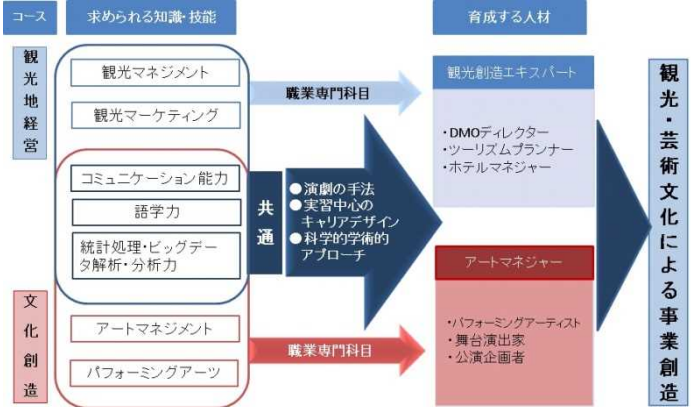 コース
求められる知識・技能
育成する人材
観光地経営
観光マネジメント
観光マーケティング
職業専門科目
観光創造エキスパート
・DMOディレクター
・ツーリズムプランナー
・ホテルマネジャー
コミュニケーション能力
語学力
統計処理・ビッグデー
タ解析・分析力
共通
●演劇の手法
●実習中心の
キャリアデザイン
●科学的学術的
アプローチ
文化創造
アートマネジメント
パフォーミングアーツ
職業専門科目
アートマネジャー
・パフォーミングアーティスト
・舞台演出家
・公演企画者
観光・芸術文化による事業創造